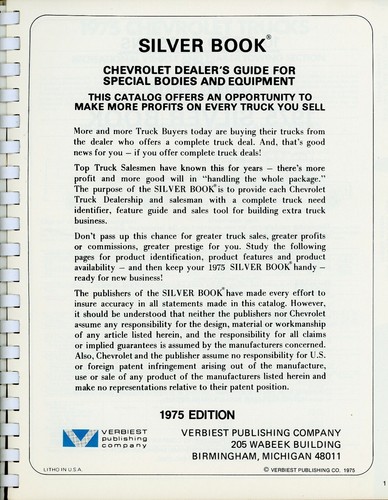 SILVER BOOK®
CHEVROLET DEALER'S GUIDE FOR
SPECIAL BODIES AND EQUIPMENT
THIS CATALOG OFFERS AN OPPORTUNITY TO
MAKE MORE PROFITS ON EVERY TRUCK YOU SELL
More and more Truck Buyers today are buying their trucks from
the dealer who offers a complete truck deal. And, that's good
news for you – if you offer complete truck deals!
Top Truck Salesmen have known this for years – there's more
profit and more good will in "handling the whole package."
The purpose of the SILVER BOOK® is to provide each Chevrolet
Truck Dealership and salesman with a complete truck need
identifier, feature guide and sales tool for building extra truck
business.
Don't pass up this chance for greater truck sales, greater profits
or commissions, greater prestige for you. Study the following
pages for product identification, product features and product
availability – and then keep your 1975 SILVER BOOK® handy –
ready for new business!
The publishers of the SILVER BOOK® have made every effort to
insure accuracy in all statements made in this catalog. However,
it should be understood that neither the publishers nor Chevrolet
assume any responsibility for the design, material or workmanship
of any article listed herein, and the responsibility for all claims
or implied guarantees is assumed by the manufacturers concerned.
Also, Chevrolet and the publisher assume no responsibility for U.S.
or foreign patent infringement arising out of the manufacture,
use or sale of any product of the manufacturers listed herein and
make no representations relative to their patent position.
1975 EDITION
VERBIEST
publishing
company
VERBIEST PUBLISHING COMPANY
205 WABEEK BUILDING
BIRMINGHAM, MICHIGAN 48011
LITHO IN U.S.A.
© VERBIEST PUBLISHING CO. 1975
1